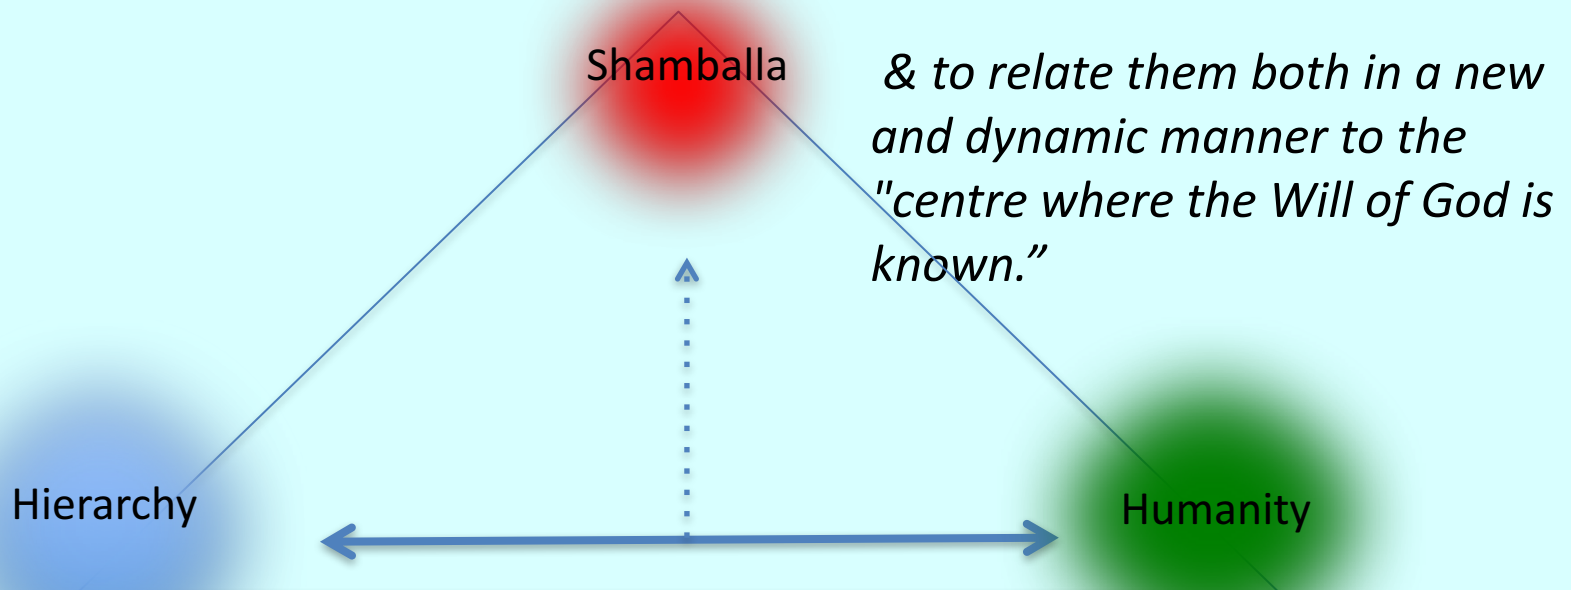 Shamballa
& to relate them both in a new
and dynamic manner to the
"centre where the Will of God is
known.”
Hierarchy
Humanity